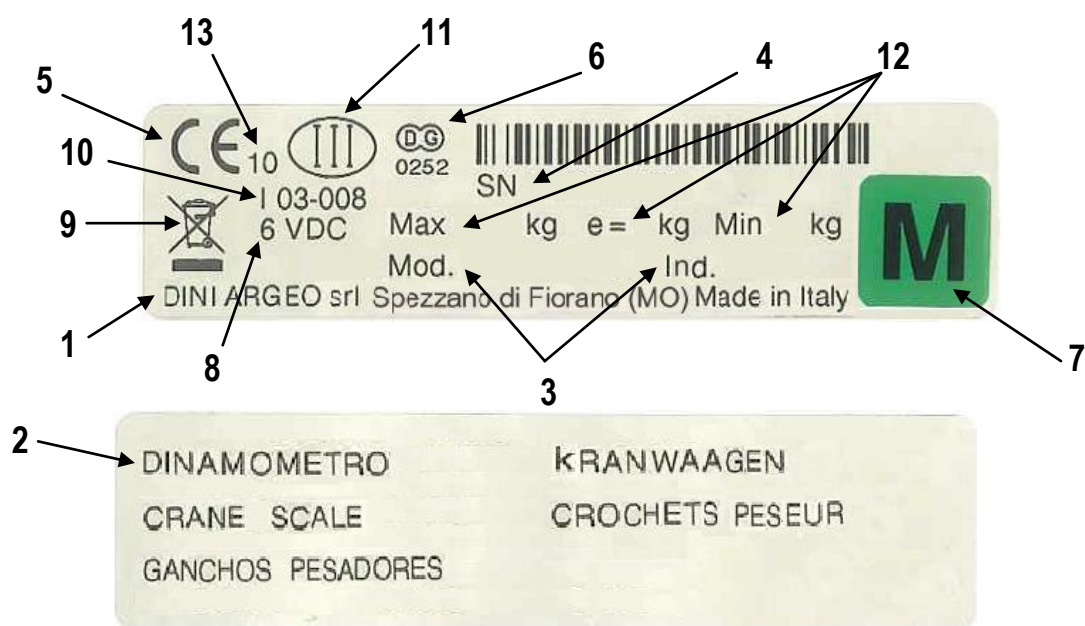 13 11 6 4 12
5
CE 10 III DG
0252
10
SN
I 03-008
9
6 VDC Max kg e= kg Min kg
M
Mod. Ind.
DINI ARGEO srl Spezzano di Fiorano (MO) Made in Italy
1 8 3 7
2
DINAMOMETRO KRANWAAGEN
CRANE SCALE CROCHETS PESEUR
GANCHOS PESADORES